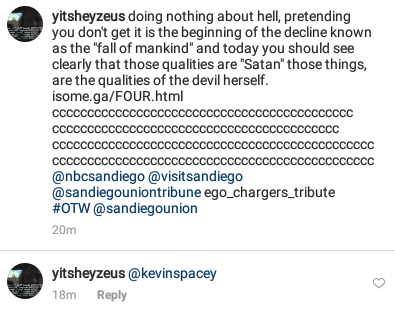 yitsheyzeus doing nothing about hell, pretending
you don't get it is the beginning of the decline known
as the "fall of mankind" and today you should see
clearly that those qualities are "Satan" those things,
are the qualities of the devil herself.
isome.ga/FOUR.html
ccccccccccccccccccccccccccccccccccccccccccc
ccccccccccccccccccccccccccccccccccccccccc
cccccccccccccccccccccccccccccccccccccccccccccc
cccccccccccccccccccccccccccccccccccccccccccccc
@nbcsandiego @visitsandiego
@sandiegouniontribune ego_chargers_tribute
#OTW @sandiegounion
20m
yitsheyzeus @kevinspacey
18m Reply